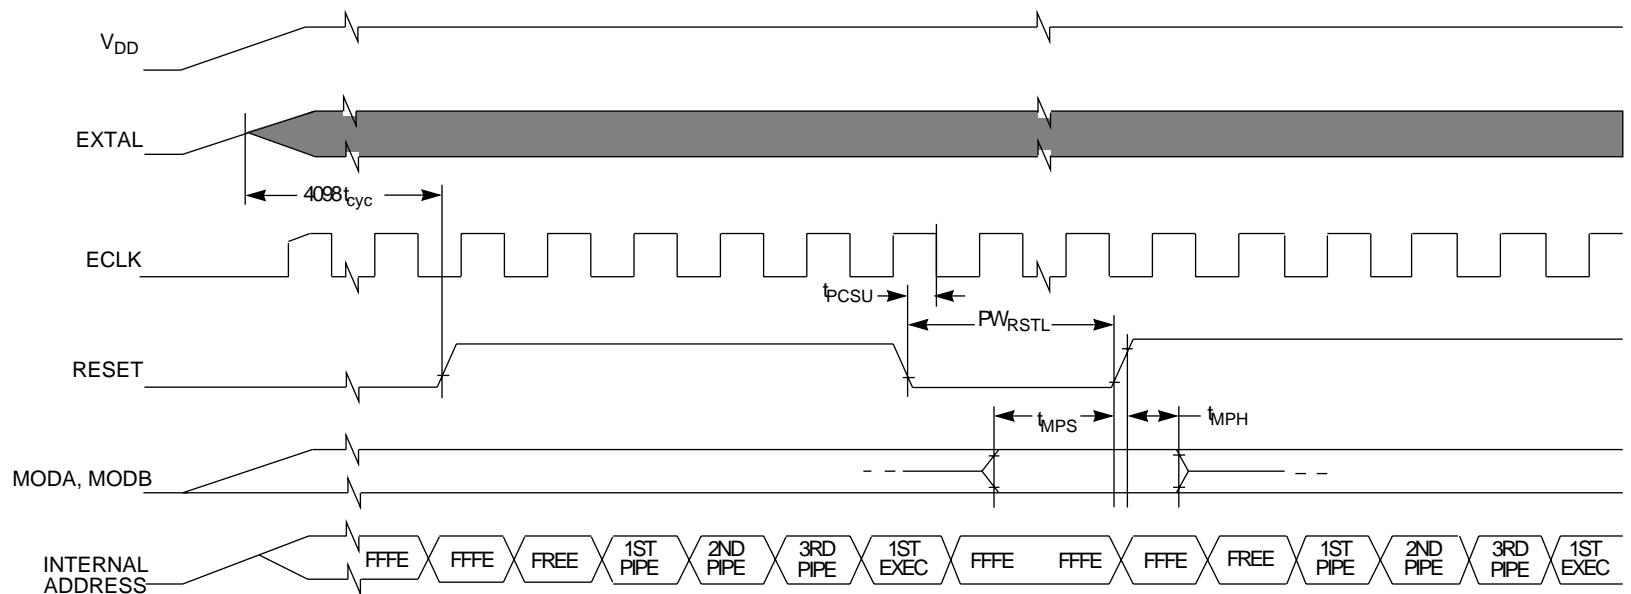 VDD
EXTAL
4098 tcyc
ECLK
tPCSU
PWRSTL
RESET
tMPS
tMPH
MODA, MODB
INTERNAL
ADDRESS
FFFE
FFFE
FREE
1ST
PIPE
2ND
PIPE
3RD
PIPE
1ST
EXEC
FFFE
FFFE
FFFE
FREE
1ST
PIPE
2ND
PIPE
3RD
PIPE
1ST
EXEC